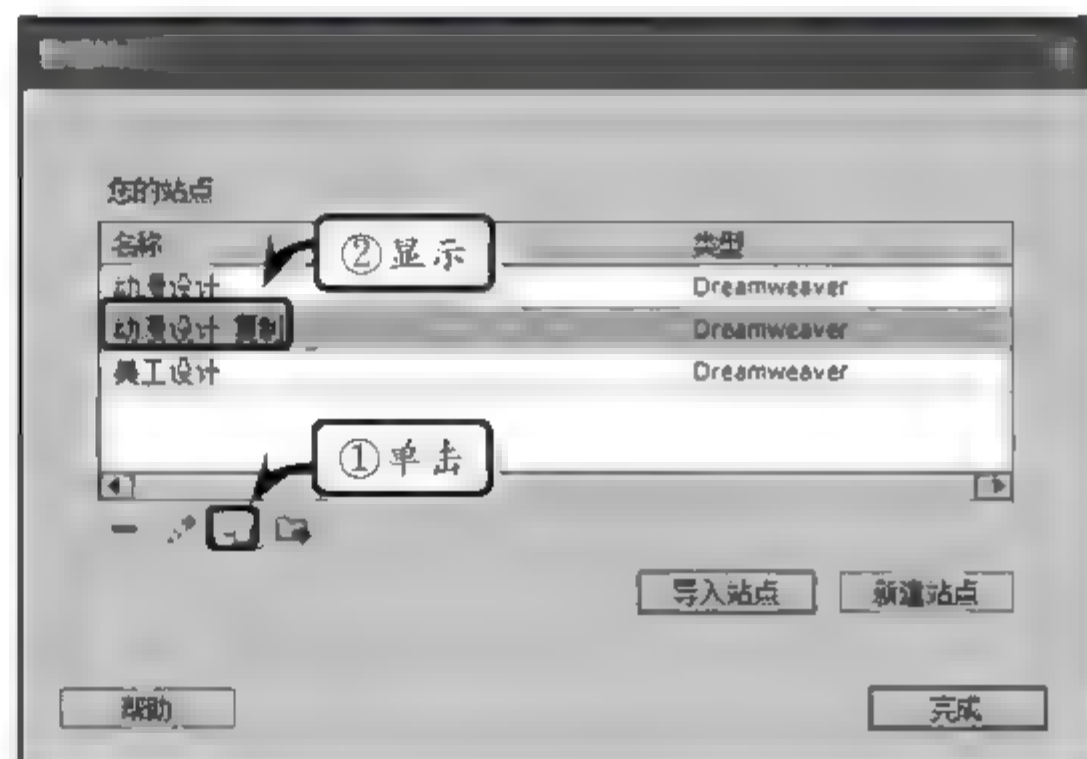 您的站点
名称 ②显示 类型
动量设计 Dreamweaver
动量设计 复制 Dreamweaver
美工设计 Dreamweaver
①单击
导入站点 新建站点
帮助 完成